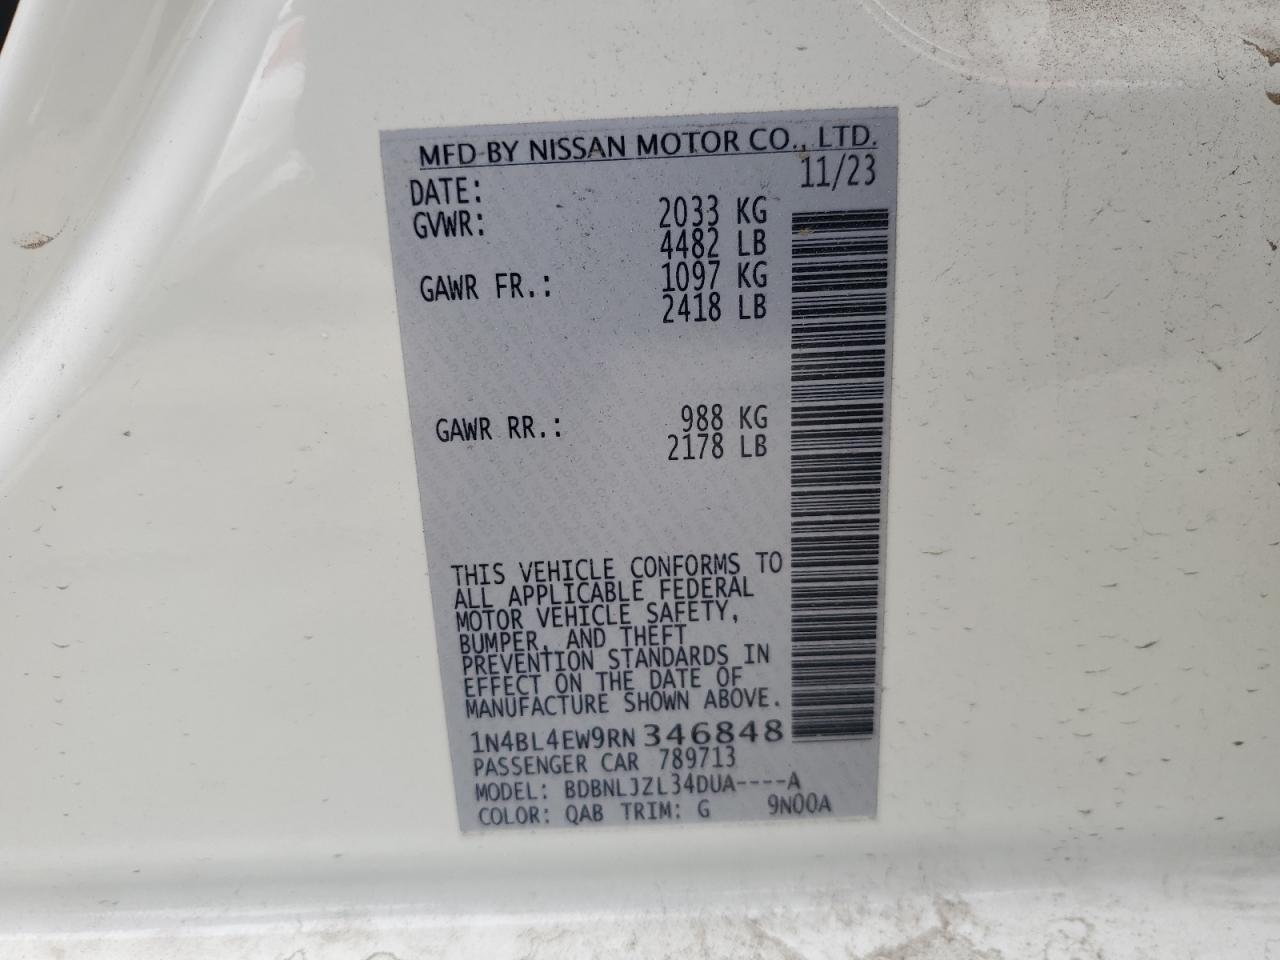 MFD BY NISSAN MOTOR CO., LTD.
DATE: 11/23
GVWR: 2033 KG
4482 LB
GAWR FR.: 1097 KG
2418 LB
GAWR RR.: 988 KG
2178 LB
THIS VEHICLE CONFORMS TO
ALL APPLICABLE FEDERAL
MOTOR VEHICLE SAFETY,
BUMPER, AND THEFT
PREVENTION STANDARDS IN
EFFECT ON THE DATE OF
MANUFACTURE SHOWN ABOVE.
1N4BL4EW9RN346848
PASSENGER CAR 789713
MODEL: BDBNLJZL34DUA----A
COLOR: QAB TRIM: G 9N00A